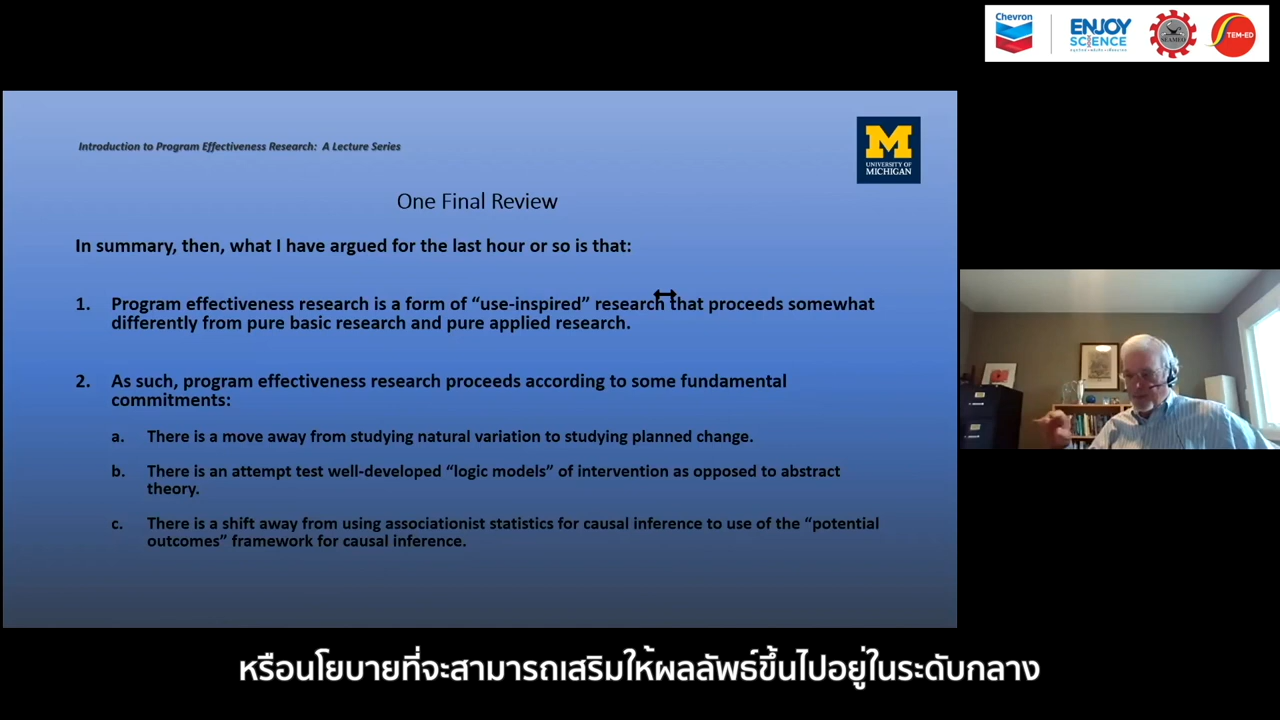 Chevron
ENJOY
SCIENCE
SEAMEO
STEM-ED
Introduction to Program Effectiveness Research: A Lecture Series
M
UNIVERSITY OF
MICHIGAN
One Final Review
In summary, then, what I have argued for the last hour or so is that:
1. Program effectiveness research is a form of “use-inspired” research that proceeds somewhat
differently from pure basic research and pure applied research.
2. As such, program effectiveness research proceeds according to some fundamental
commitments:
a. There is a move away from studying natural variation to studying planned change.
b. There is an attempt test well-developed “logic models” of intervention as opposed to abstract
theory.
c. There is a shift away from using associationist statistics for causal inference to use of the “potential
outcomes” framework for causal inference.
หรือนโยบายที่จะสามารถเสริมให้ผลลัพธ์ขึ้นไปอยู่ในระดับกลาง